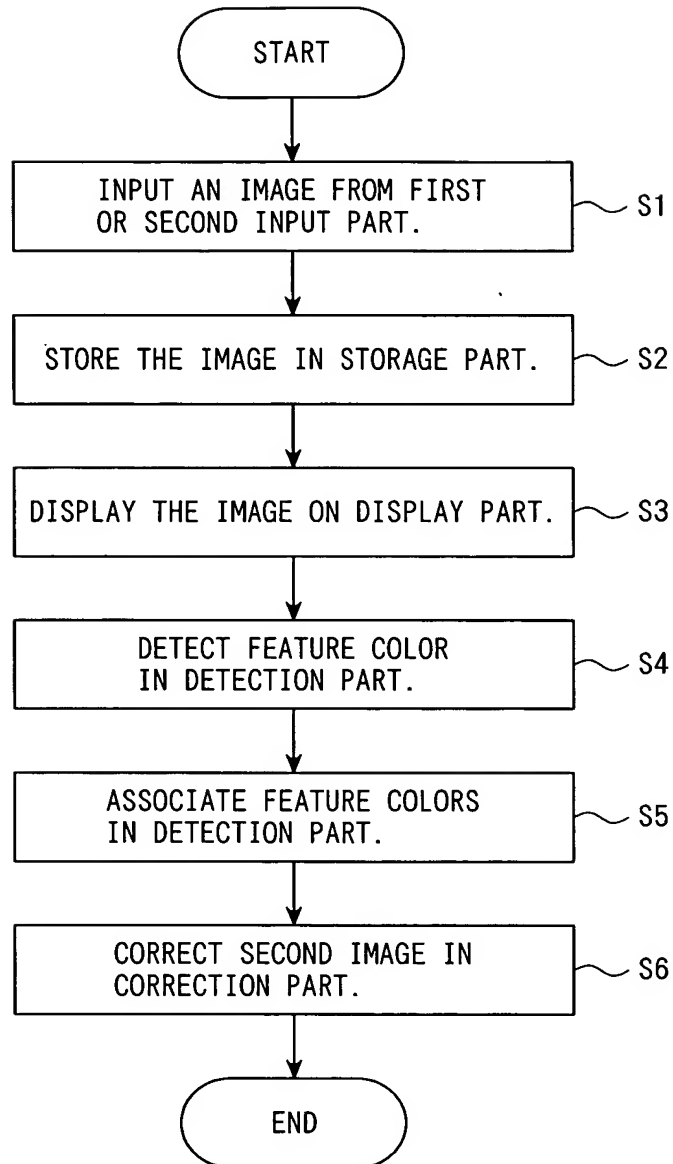 START
INPUT AN IMAGE FROM FIRST
OR SECOND INPUT PART.
S1
STORE THE IMAGE IN STORAGE PART.
S2
DISPLAY THE IMAGE ON DISPLAY PART.
S3
DETECT FEATURE COLOR
IN DETECTION PART.
S4
ASSOCIATE FEATURE COLORS
IN DETECTION PART.
S5
CORRECT SECOND IMAGE IN
CORRECTION PART.
S6
END